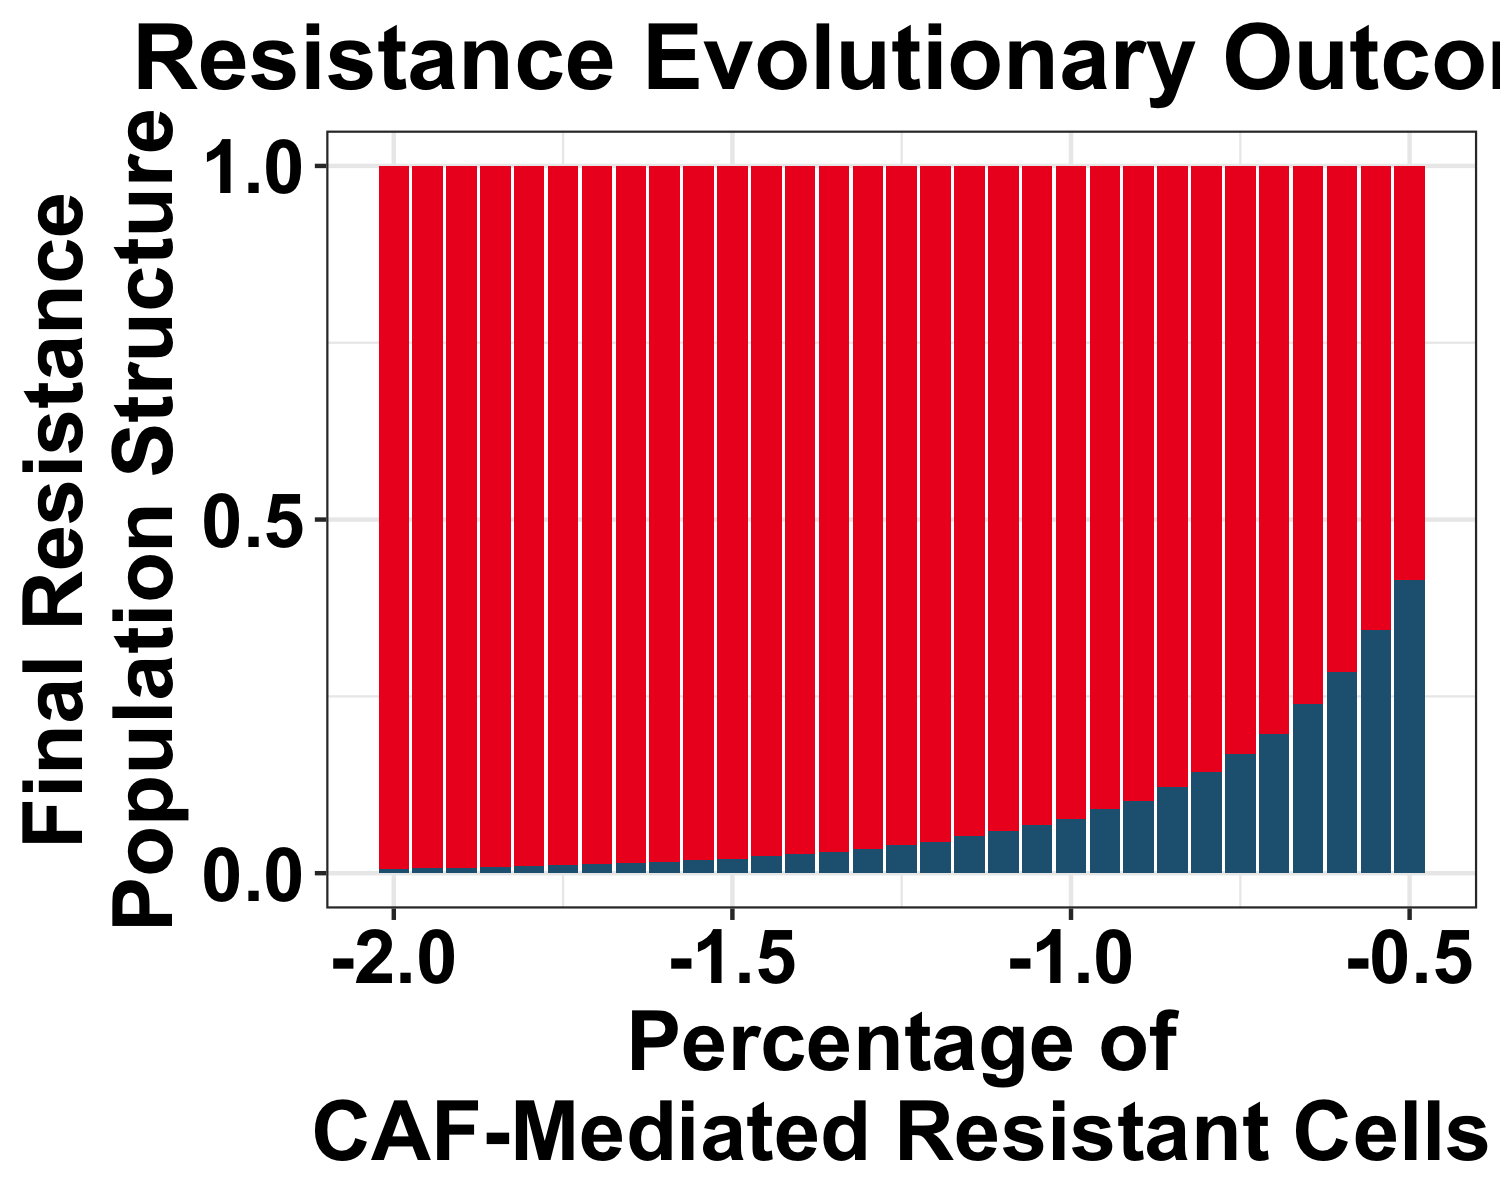 Resistance Evolutionary
Final Resistance
Population Structure
1.0
0.5
0.0
-2.0 -1.5 -1.0 -0.5
Percentage of
CAF-Mediated Resistant Cells